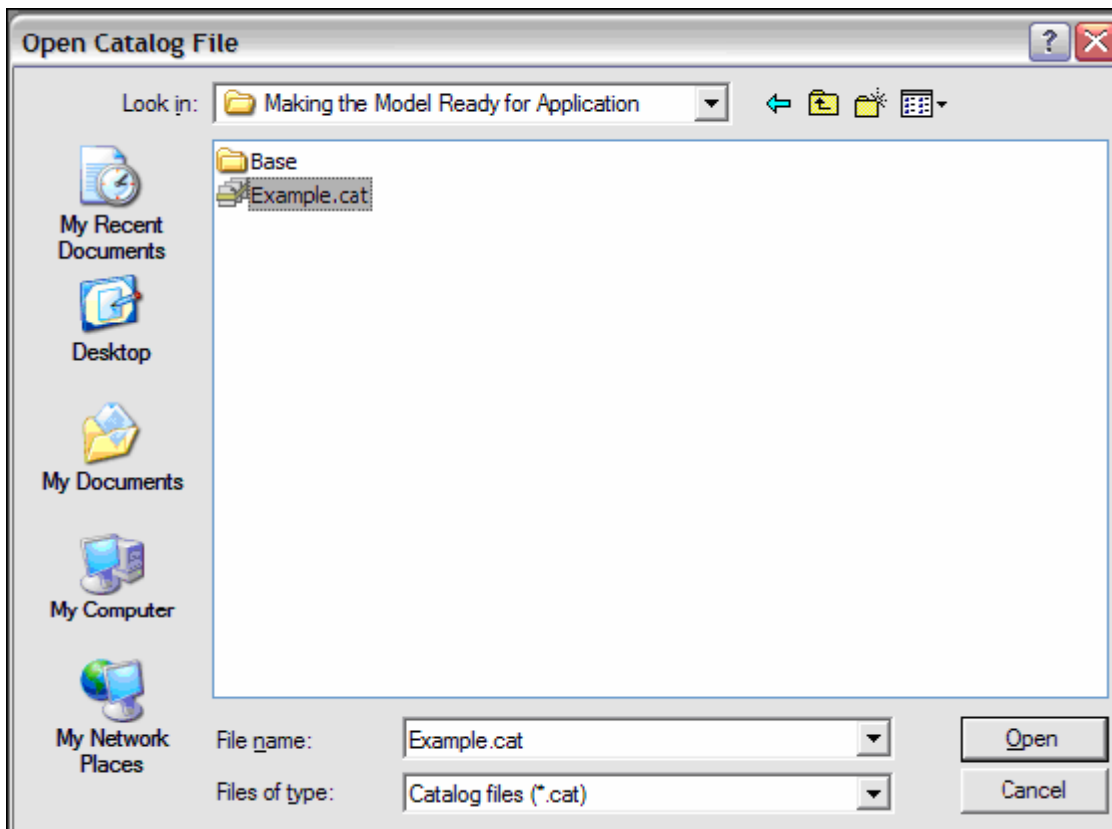 Open Catalog File
Look in:
Making the Model Ready for Application
Base
Example.cat
My Recent
Documents
Desktop
My Documents
My Computer
My Network
Places
File name:
Example.cat
Open
Files of type:
Catalog files (*.cat)
Cancel